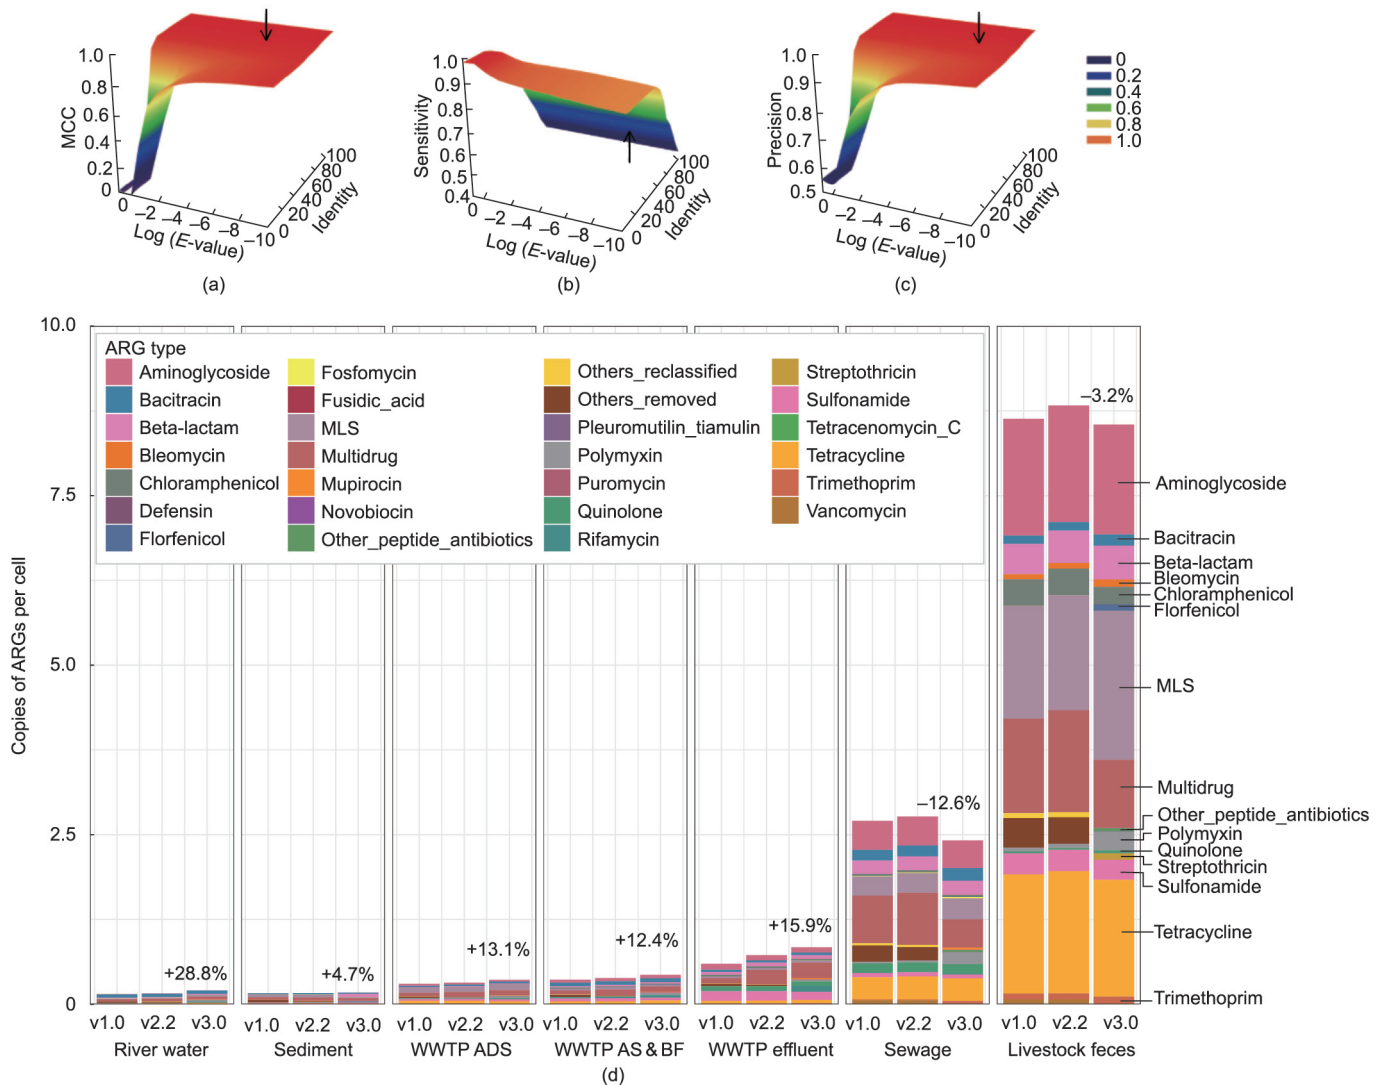 MCC
1.0
0.8
0.6
0.4
0.2
0
0
−2
−4
−6
−8
−10
Log (E-value)
0
20
40
60
80
100
Identity
(a)
Sensitivity
1.0
0.9
0.8
0.7
0.6
0.5
0.4
0
−2
−4
−6
−8
−10
Log (E-value)
0
20
40
60
80
100
Identity
(b)
Precision
1.0
0.9
0.8
0.7
0.6
0.5
0
−2
−4
−6
−8
−10
Log (E-value)
0
20
40
60
80
100
Identity
(c)
0
0.2
0.4
0.6
0.8
1.0
Copies of ARGs per cell
10.0
7.5
5.0
2.5
0
ARG type
Aminoglycoside
Bacitracin
Beta-lactam
Bleomycin
Chloramphenicol
Defensin
Florfenicol
Fosfomycin
Fusidic_acid
MLS
Multidrug
Mupirocin
Novobiocin
Other_peptide_antibiotics
Others_reclassified
Others_removed
Pleuromutilin_tiamulin
Polymyxin
Puromycin
Quinolone
Rifamycin
Streptothricin
Sulfonamide
Tetracenomycin_C
Tetracycline
Trimethoprim
Vancomycin
+28.8%
+4.7%
+13.1%
+12.4%
+15.9%
−12.6%
−3.2%
Aminoglycoside
Bacitracin
Beta-lactam
Bleomycin
Chloramphenicol
Florfenicol
MLS
Multidrug
Other_peptide_antibiotics
Polymyxin
Quinolone
Streptothricin
Sulfonamide
Tetracycline
Trimethoprim
v1.0 v2.2 v3.0
River water
v1.0 v2.2 v3.0
Sediment
v1.0 v2.2 v3.0
WWTP ADS
v1.0 v2.2 v3.0
WWTP AS & BF
v1.0 v2.2 v3.0
WWTP effluent
v1.0 v2.2 v3.0
Sewage
v1.0 v2.2 v3.0
Livestock feces
(d)